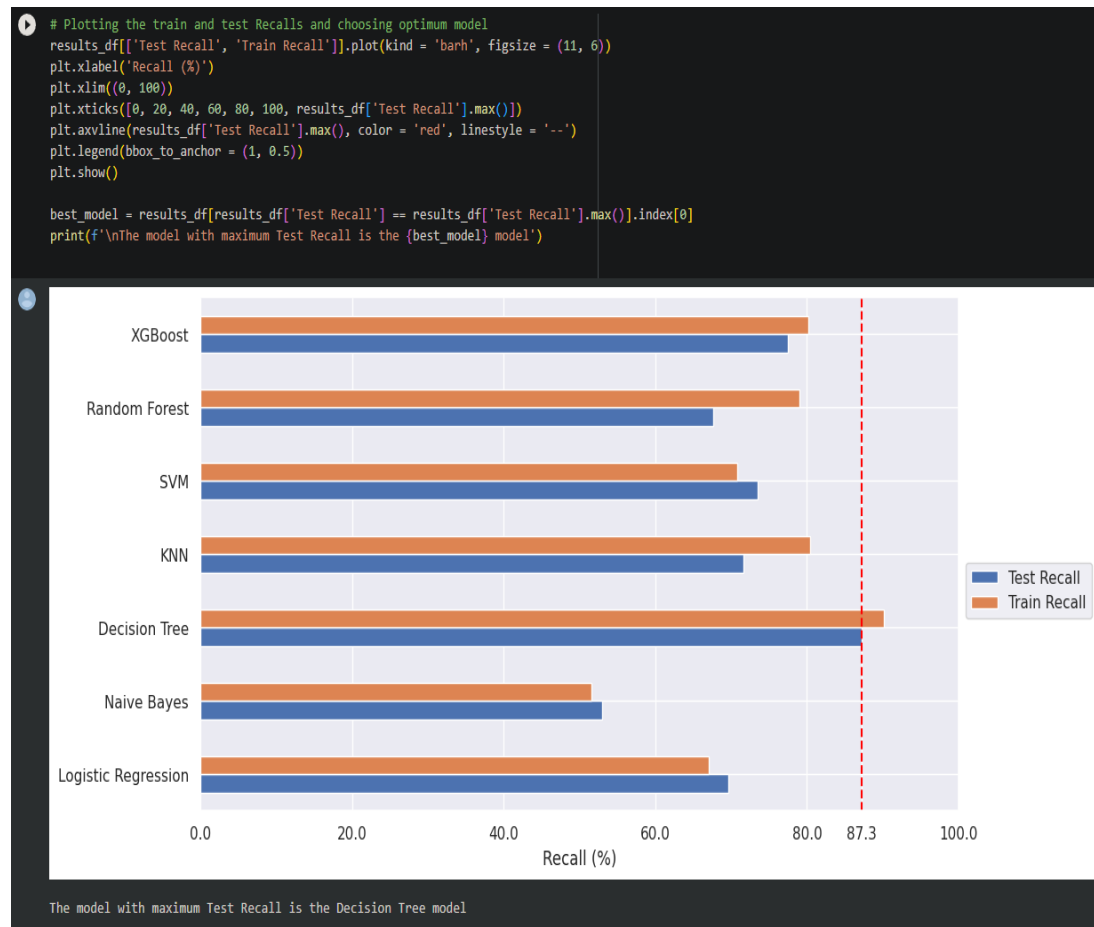 # Plotting the train and test Recalls and choosing optimum model
results_df[['Test Recall', 'Train Recall']].plot(kind = 'barh', figsize = (11, 6))
plt.xlabel('Recall (%)')
plt.xlim((0, 100))
plt.xticks([0, 20, 40, 60, 80, 100, results_df['Test Recall'].max()])
plt.axvline(results_df['Test Recall'].max(), color = 'red', linestyle = '--')
plt.legend(bbox_to_anchor = (1, 0.5))
plt.show()
best_model = results_df[results_df['Test Recall'] == results_df['Test Recall'].max()].index[0]
print(f'\nThe model with maximum Test Recall is the {best_model} model')
XGBoost
Random Forest
SVM
KNN
Decision Tree
Naive Bayes
Logistic Regression
0.0 20.0 40.0 60.0 80.0 87.3 100.0
Recall (%)
Test Recall
Train Recall
The model with maximum Test Recall is the Decision Tree model